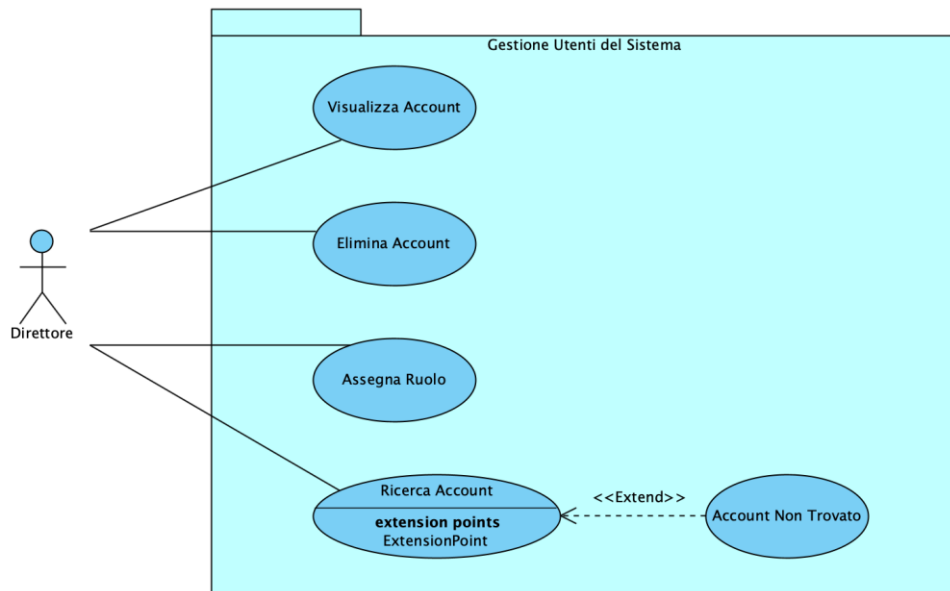 Gestione Utenti del Sistema
Visualizza Account
Elimina Account
Direttore
Assegna Ruolo
Ricerca Account
extension points
ExtensionPoint
<<Extend>>
Account Non Trovato